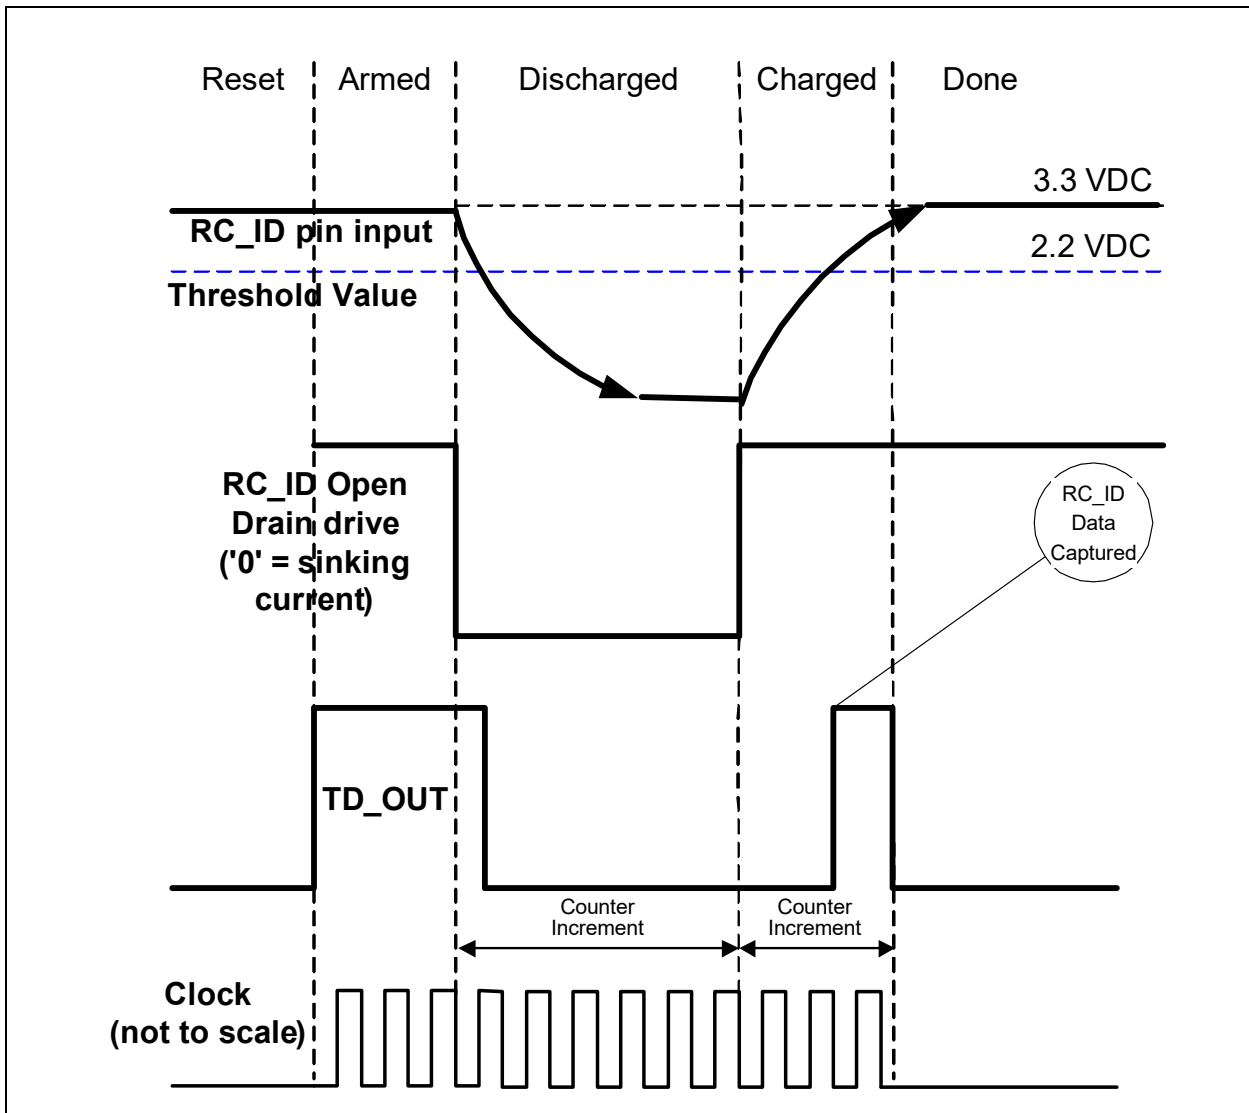 Reset Armed Discharged Charged Done
3.3 VDC
RC_ID pin input
2.2 VDC
Threshold Value
RC_ID Open
Drain drive
('0' = sinking
current)
RC_ID
Data
Captured
TD_OUT
Counter
Increment
Counter
Increment
Clock
(not to scale)